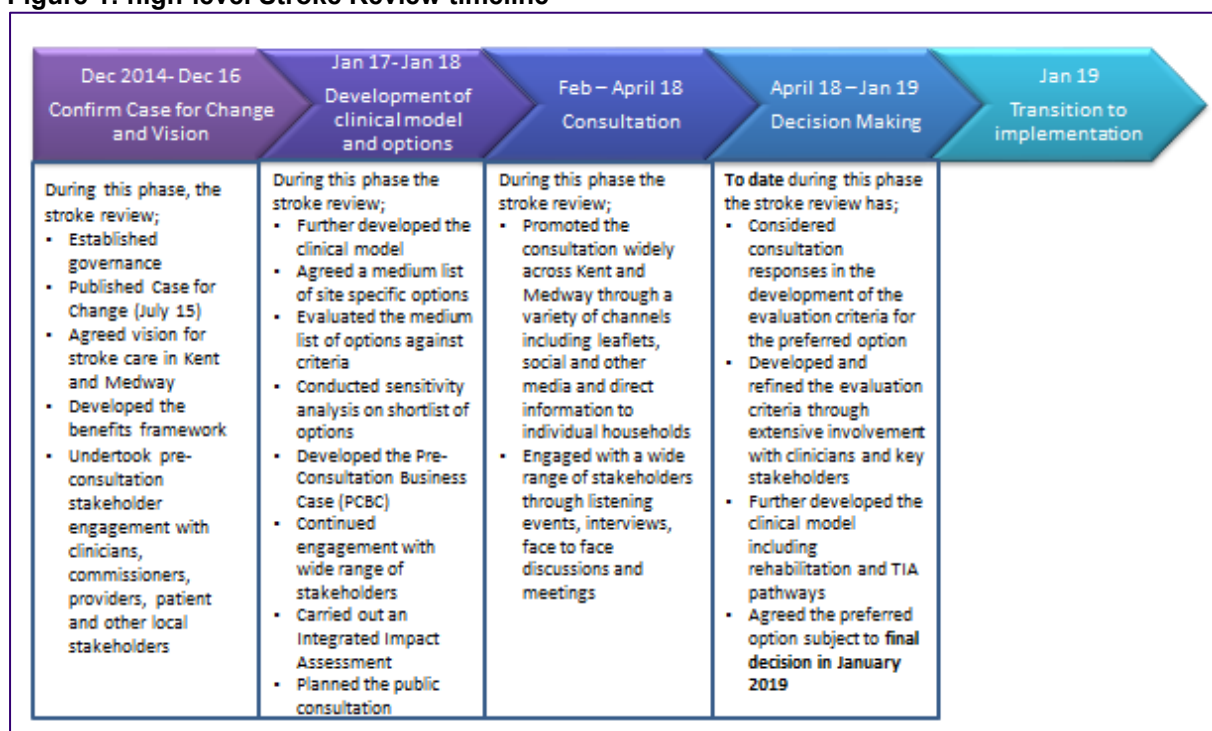 Figure 1: high-level Stroke Review timeline
Dec 2014- Dec 16
Confirm Case for Change
and Vision
Jan 17- Jan 18
Development of
clinical model
and options
Feb – April 18
Consultation
April 18 – Jan 19
Decision Making
Jan 19
Transition to
implementation
During this phase, the
stroke review;
▪ Established
governance
▪ Published Case for
Change (July 15)
▪ Agreed vision for
stroke care in Kent
and Medway
▪ Developed the
benefits framework
▪ Undertook pre-
consultation
stakeholder
engagement with
clinicians,
commissioners,
providers, patient
and other local
stakeholders
During this phase the
stroke review;
▪ Further developed the
clinical model
▪ Agreed a medium list
of site specific options
▪ Evaluated the medium
list of options against
criteria
▪ Conducted sensitivity
analysis on shortlist of
options
▪ Developed the Pre-
Consultation Business
Case (PCBC)
▪ Continued
engagement with
wide range of
stakeholders
▪ Carried out an
Integrated Impact
Assessment
▪ Planned the public
consultation
During this phase the
stroke review;
▪ Promoted the
consultation widely
across Kent and
Medway through a
variety of channels
including leaflets,
social and other
media and direct
information to
individual households
▪ Engaged with a wide
range of stakeholders
through listening
events, interviews,
face to face
discussions and
meetings
To date during this phase
the stroke review has;
▪ Considered
consultation
responses in the
development of the
evaluation criteria for
the preferred option
▪ Developed and
refined the evaluation
criteria through
extensive involvement
with clinicians and key
stakeholders
▪ Further developed the
clinical model
including
rehabilitation and TIA
pathways
▪ Agreed the preferred
option subject to final
decision in January
2019